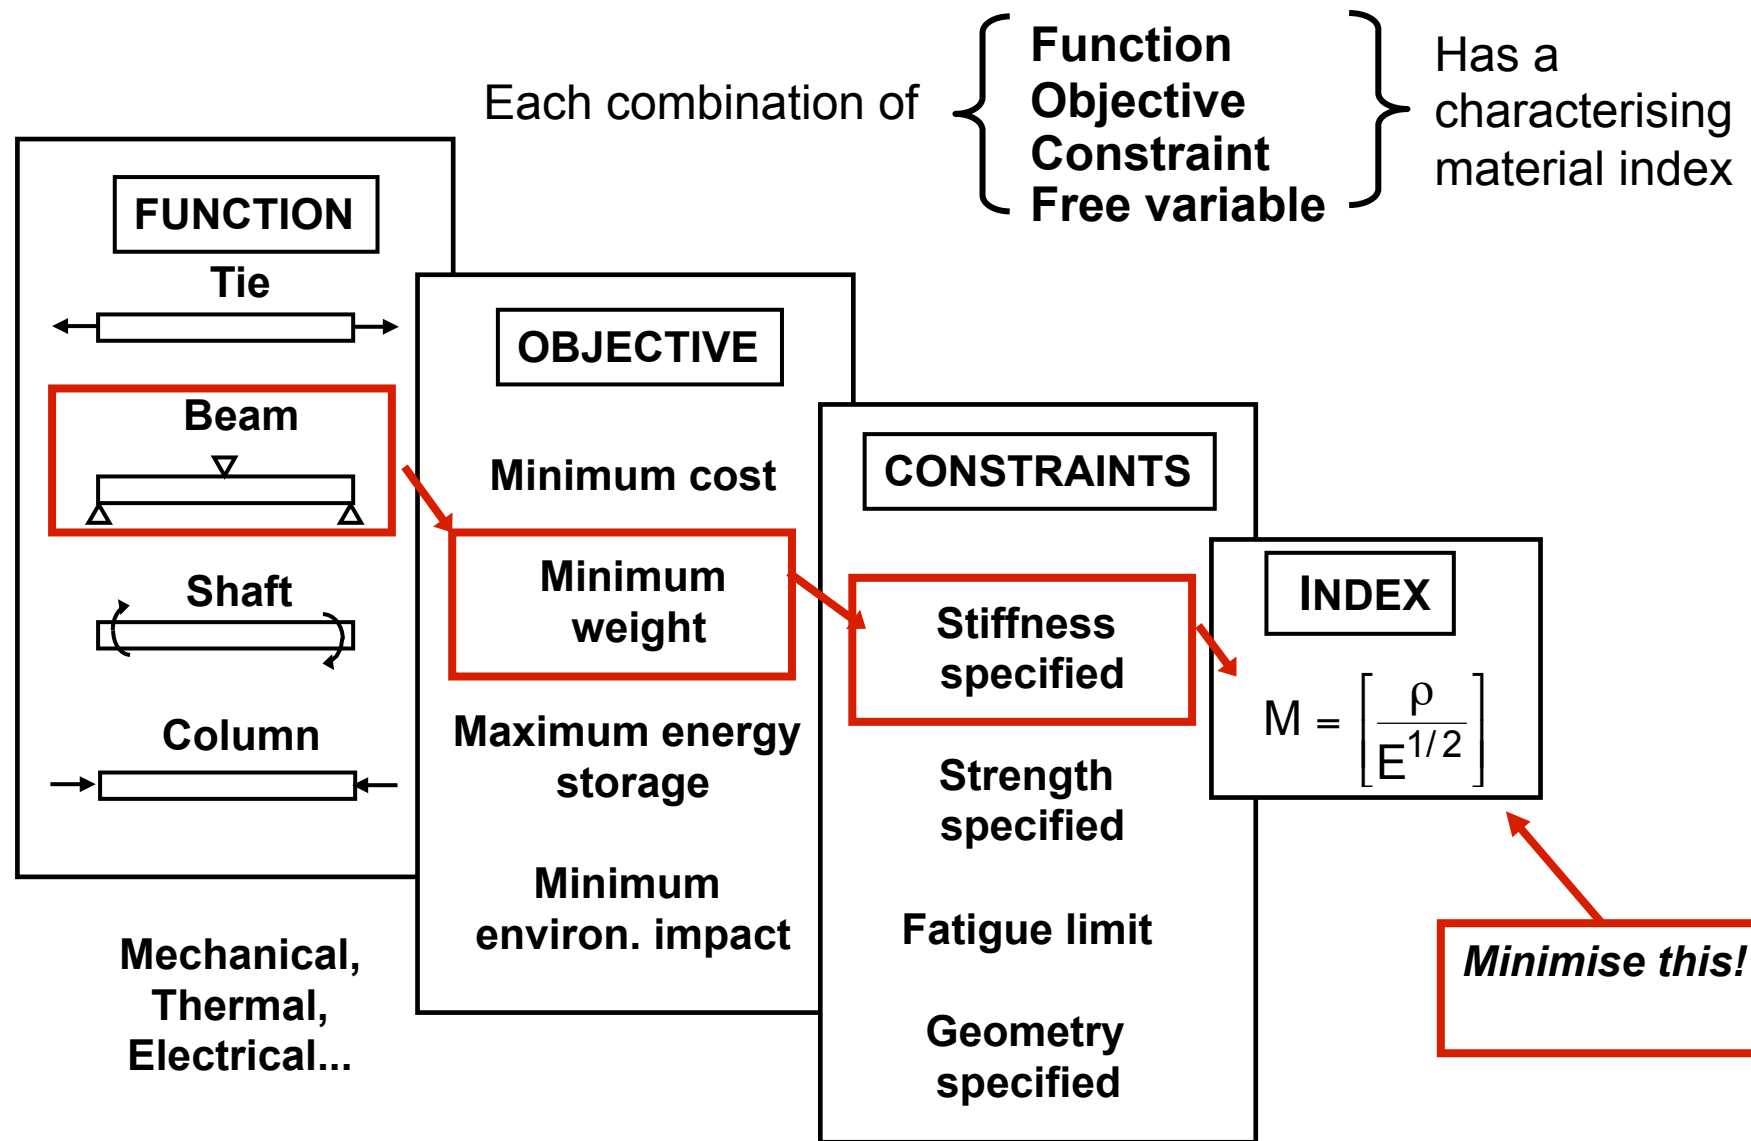 Each combination of
Function
Objective
Constraint
Free variable
Has a
characterising
material index
FUNCTION
Tie
Beam
Shaft
Column
Mechanical,
Thermal,
Electrical...
OBJECTIVE
Minimum cost
Minimum
weight
Maximum energy
storage
Minimum
environ. impact
CONSTRAINTS
Stiffness
specified
Strength
specified
Fatigue limit
Geometry
specified
INDEX
M = [ρ / E^1/2]
Minimise this!